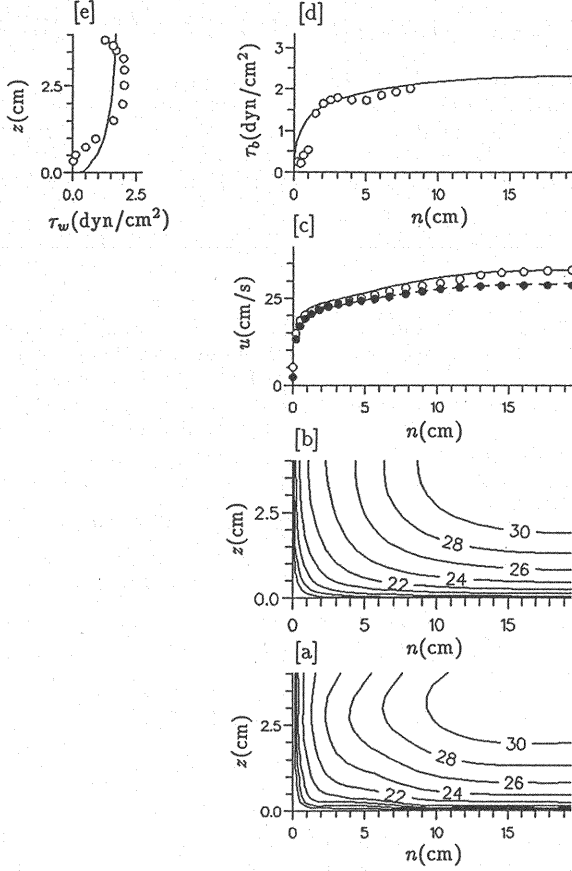 [e]
z(cm)
2.5
0.0
0.0 2.5
τw(dyn/cm²)
[d]
τb(dyn/cm²)
3
2
1
0
0 5 10 15
n(cm)
[c]
u(cm/s)
25
0
0 5 10 15
n(cm)
[b]
z(cm)
2.5
0.0
30
28
26
24
22
0 5 10 15
n(cm)
[a]
z(cm)
2.5
0.0
30
28
26
24
22
0 5 10 15
n(cm)